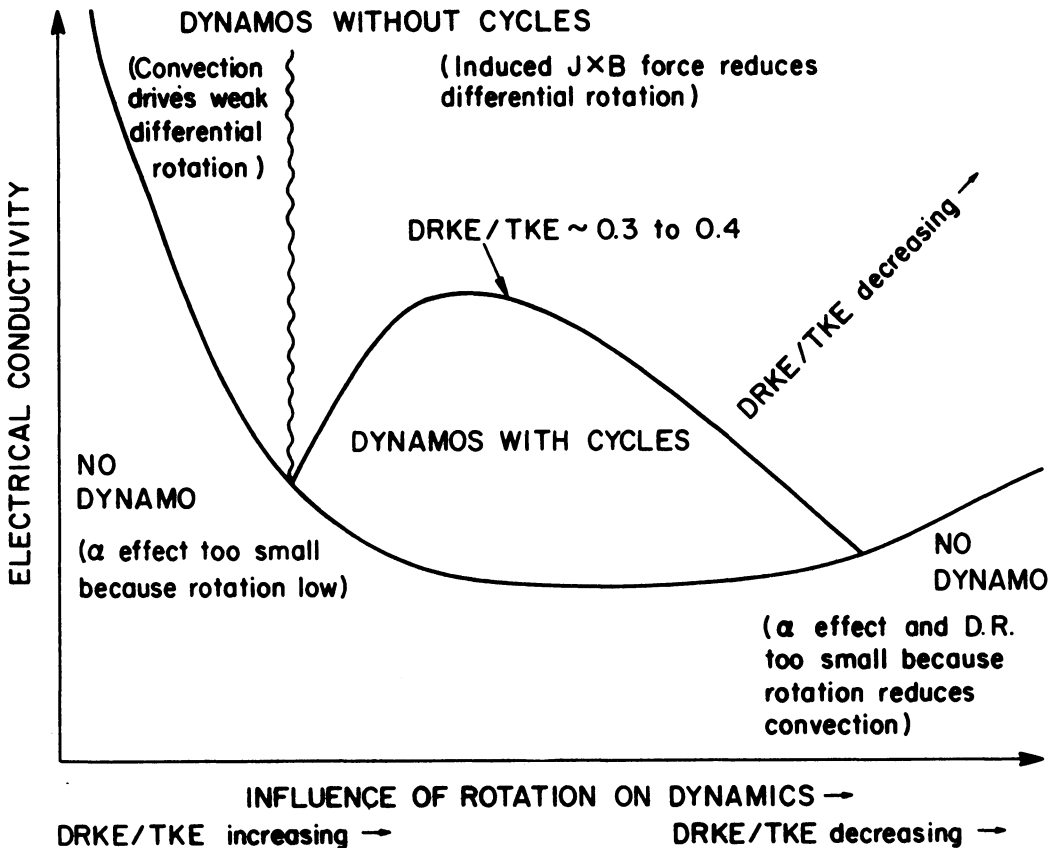 DYNAMOS WITHOUT CYCLES
(Convection
drives weak
differential
rotation)
(Induced J×B force reduces
differential rotation)
DRKE/TKE ~ 0.3 to 0.4
DRKE/TKE decreasing →
DYNAMOS WITH CYCLES
ELECTRICAL CONDUCTIVITY
NO
DYNAMO
(α effect too small
because rotation low)
NO
DYNAMO
(α effect and D.R.
too small because
rotation reduces
convection)
INFLUENCE OF ROTATION ON DYNAMICS →
DRKE/TKE increasing →
DRKE/TKE decreasing →